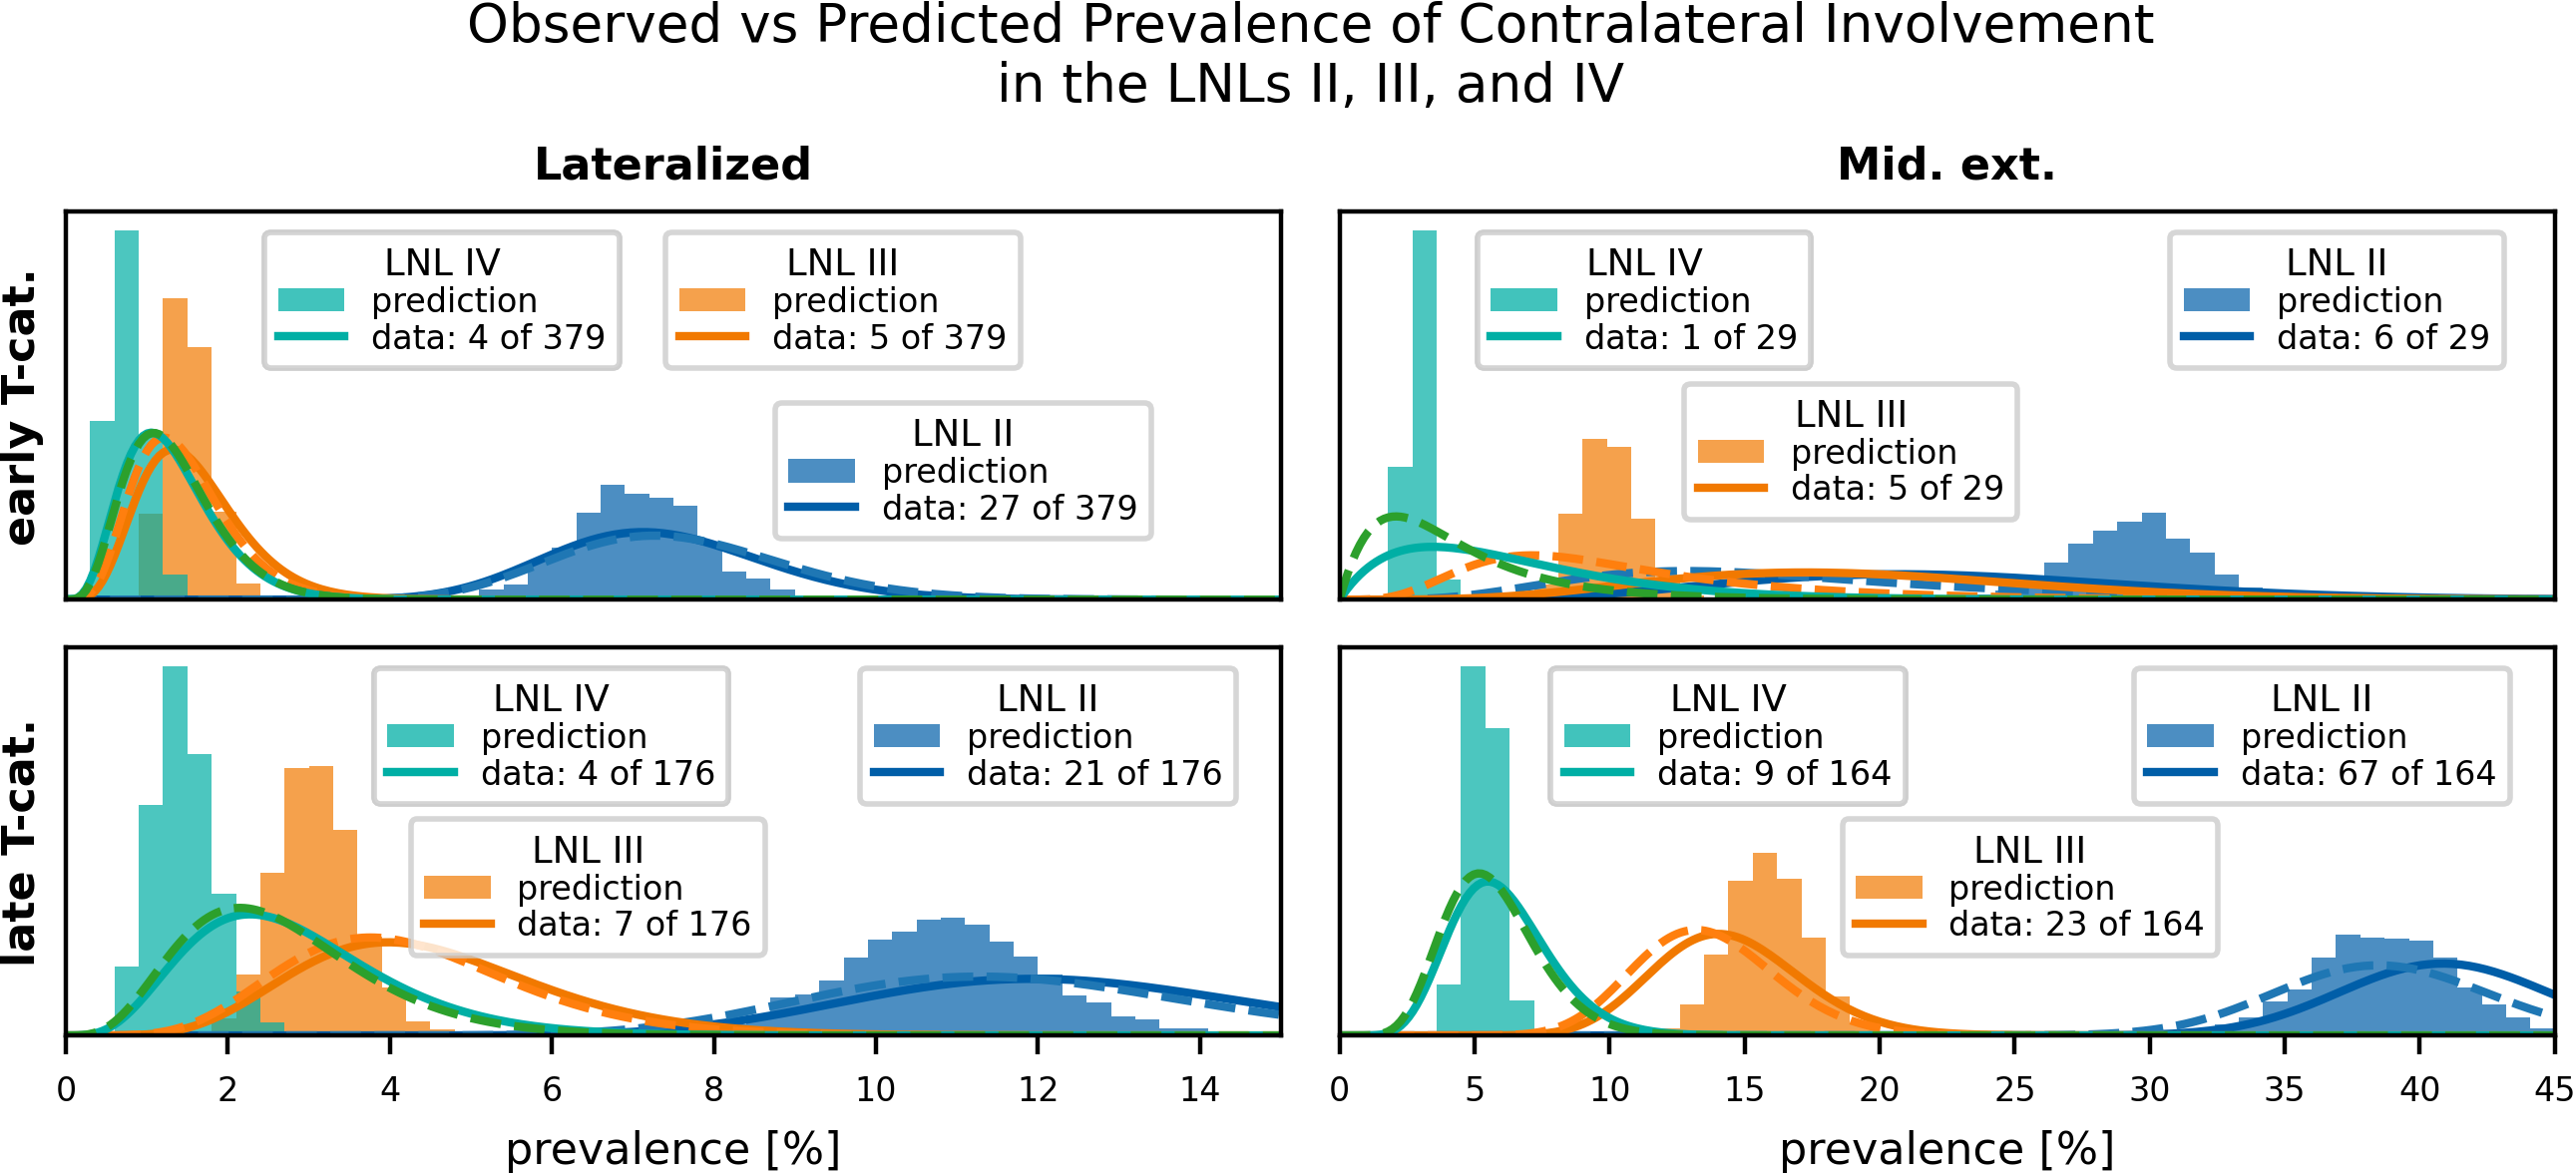 Observed vs Predicted Prevalence of Contralateral Involvement
in the LNLs II, III, and IV
Lateralized
Mid. ext.
early T-cat.
LNL IV
prediction
data: 4 of 379
LNL III
prediction
data: 5 of 379
LNL II
prediction
data: 27 of 379
LNL IV
prediction
data: 1 of 29
LNL II
prediction
data: 6 of 29
LNL III
prediction
data: 5 of 29
late T-cat.
LNL IV
prediction
data: 4 of 176
LNL II
prediction
data: 21 of 176
LNL III
prediction
data: 7 of 176
LNL IV
prediction
data: 9 of 164
LNL II
prediction
data: 67 of 164
LNL III
prediction
data: 23 of 164
0 2 4 6 8 10 12 14
prevalence [%]
0 5 10 15 20 25 30 35 40 45
prevalence [%]